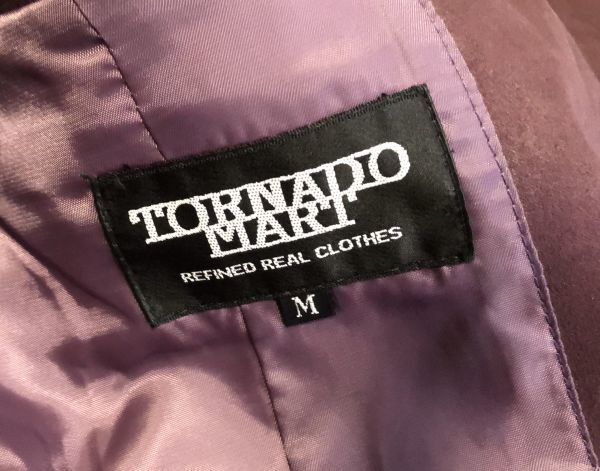 TORNADO
MART
REFINED REAL CLOTHES
M